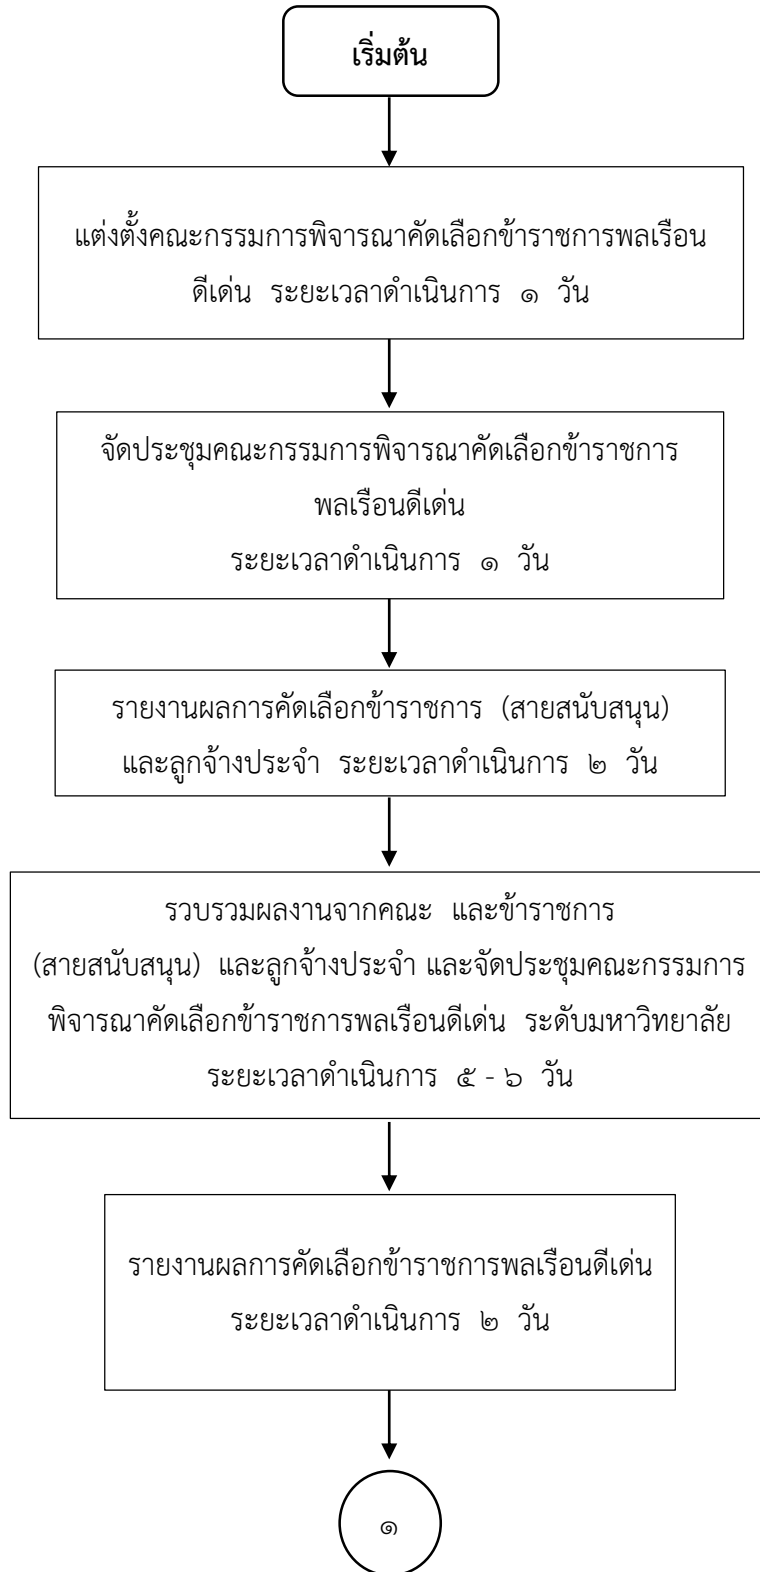 เริ่มต้น
แต่งตั้งคณะกรรมการพิจารณาคัดเลือกข้าราชการพลเรือน
ดีเด่น ระยะเวลาดำเนินการ ๑ วัน
จัดประชุมคณะกรรมการพิจารณาคัดเลือกข้าราชการ
พลเรือนดีเด่น
ระยะเวลาดำเนินการ ๑ วัน
รายงานผลการคัดเลือกข้าราชการ (สายสนับสนุน)
และลูกจ้างประจำ ระยะเวลาดำเนินการ ๒ วัน
รวบรวมผลงานจากคณะ และข้าราชการ
(สายสนับสนุน) และลูกจ้างประจำ และจัดประชุมคณะกรรมการ
พิจารณาคัดเลือกข้าราชการพลเรือนดีเด่น ระดับมหาวิทยาลัย
ระยะเวลาดำเนินการ ๕ - ๖ วัน
รายงานผลการคัดเลือกข้าราชการพลเรือนดีเด่น
ระยะเวลาดำเนินการ ๒ วัน
๑